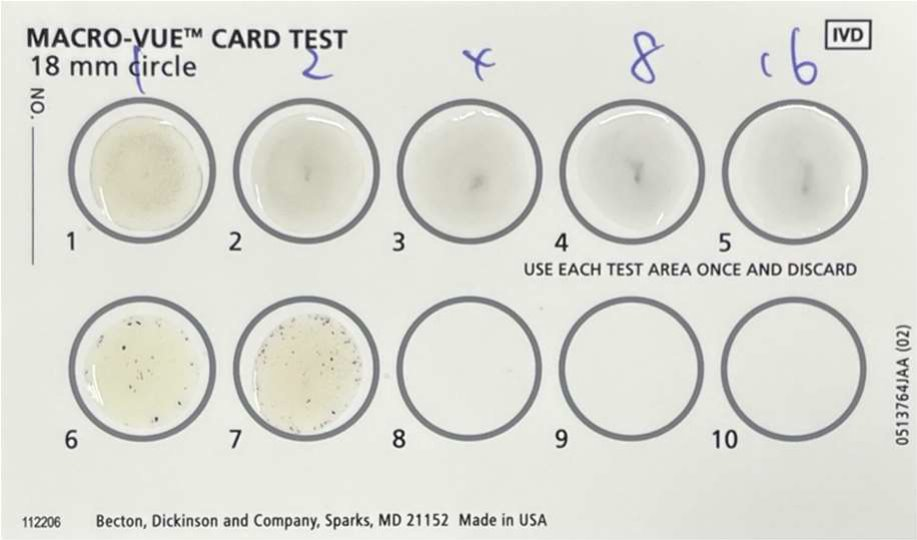 MACRO-VUE™ CARD TEST
IVD
18 mm circle
1 2 4 8 16
NO.
1 2 3 4 5
USE EACH TEST AREA ONCE AND DISCARD
6 7 8 9 10
0513764JAA (02)
112206 Becton, Dickinson and Company, Sparks, MD 21152 Made in USA